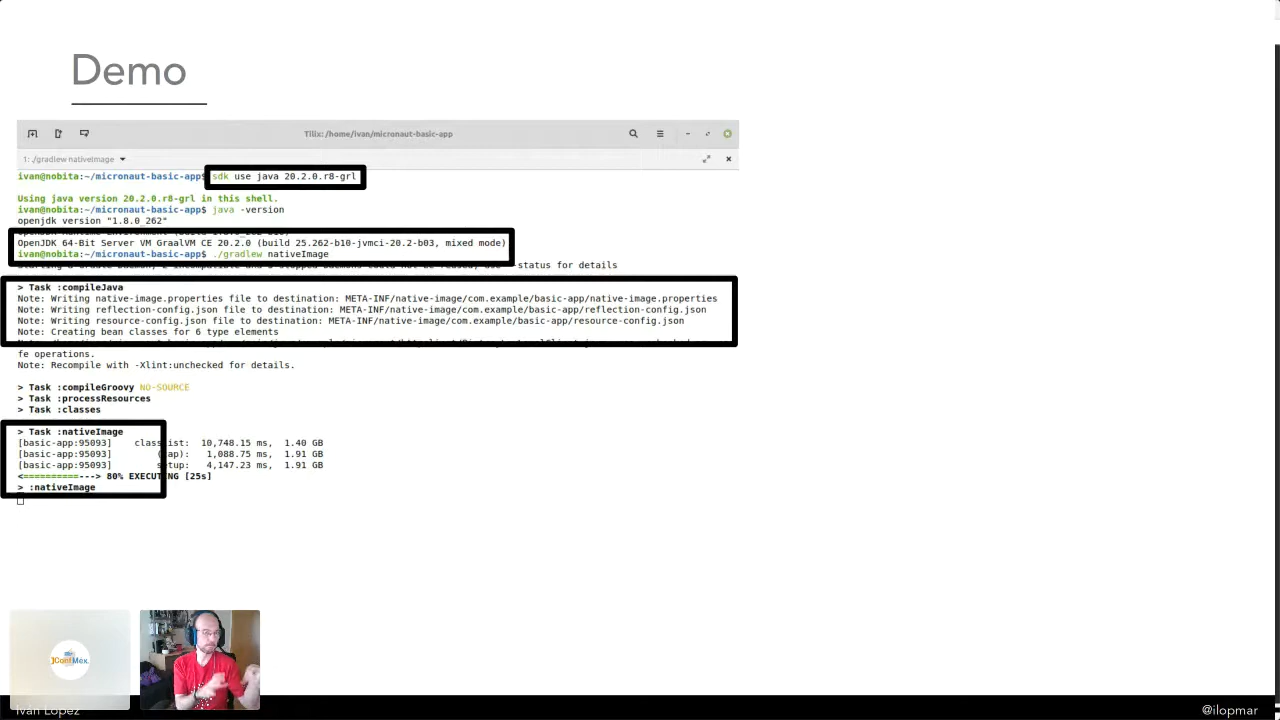 Demo
Tilix: /home/ivan/micronaut-basic-app
1: ./gradlew nativeImage
ivan@nobita:~/micronaut-basic-app$ sdk use java 20.2.0.r8-grl
Using java version 20.2.0.r8-grl in this shell.
ivan@nobita:~/micronaut-basic-app$ java -version
openjdk version "1.8.0_262"
OpenJDK 64-Bit Server VM GraalVM CE 20.2.0 (build 25.262-b10-jvmci-20.2-b03, mixed mode)
ivan@nobita:~/micronaut-basic-app$ ./gradlew nativeImage
status for details
> Task :compileJava
Note: Writing native-image.properties file to destination: META-INF/native-image/com.example/basic-app/native-image.properties
Note: Writing reflection-config.json file to destination: META-INF/native-image/com.example/basic-app/reflection-config.json
Note: Writing resource-config.json file to destination: META-INF/native-image/com.example/basic-app/resource-config.json
Note: Creating bean classes for 6 type elements
fe operations.
Note: Recompile with -Xlint:unchecked for details.
> Task :compileGroovy NO-SOURCE
> Task :processResources
> Task :classes
> Task :nativeImage
[basic-app:95093] classlist: 10,748.15 ms, 1.40 GB
[basic-app:95093] (cap): 1,088.75 ms, 1.91 GB
[basic-app:95093] setup: 4,147.23 ms, 1.91 GB
<==========---> 80% EXECUTING [25s]
> :nativeImage
JConfMex
Iván López
@ilopmar